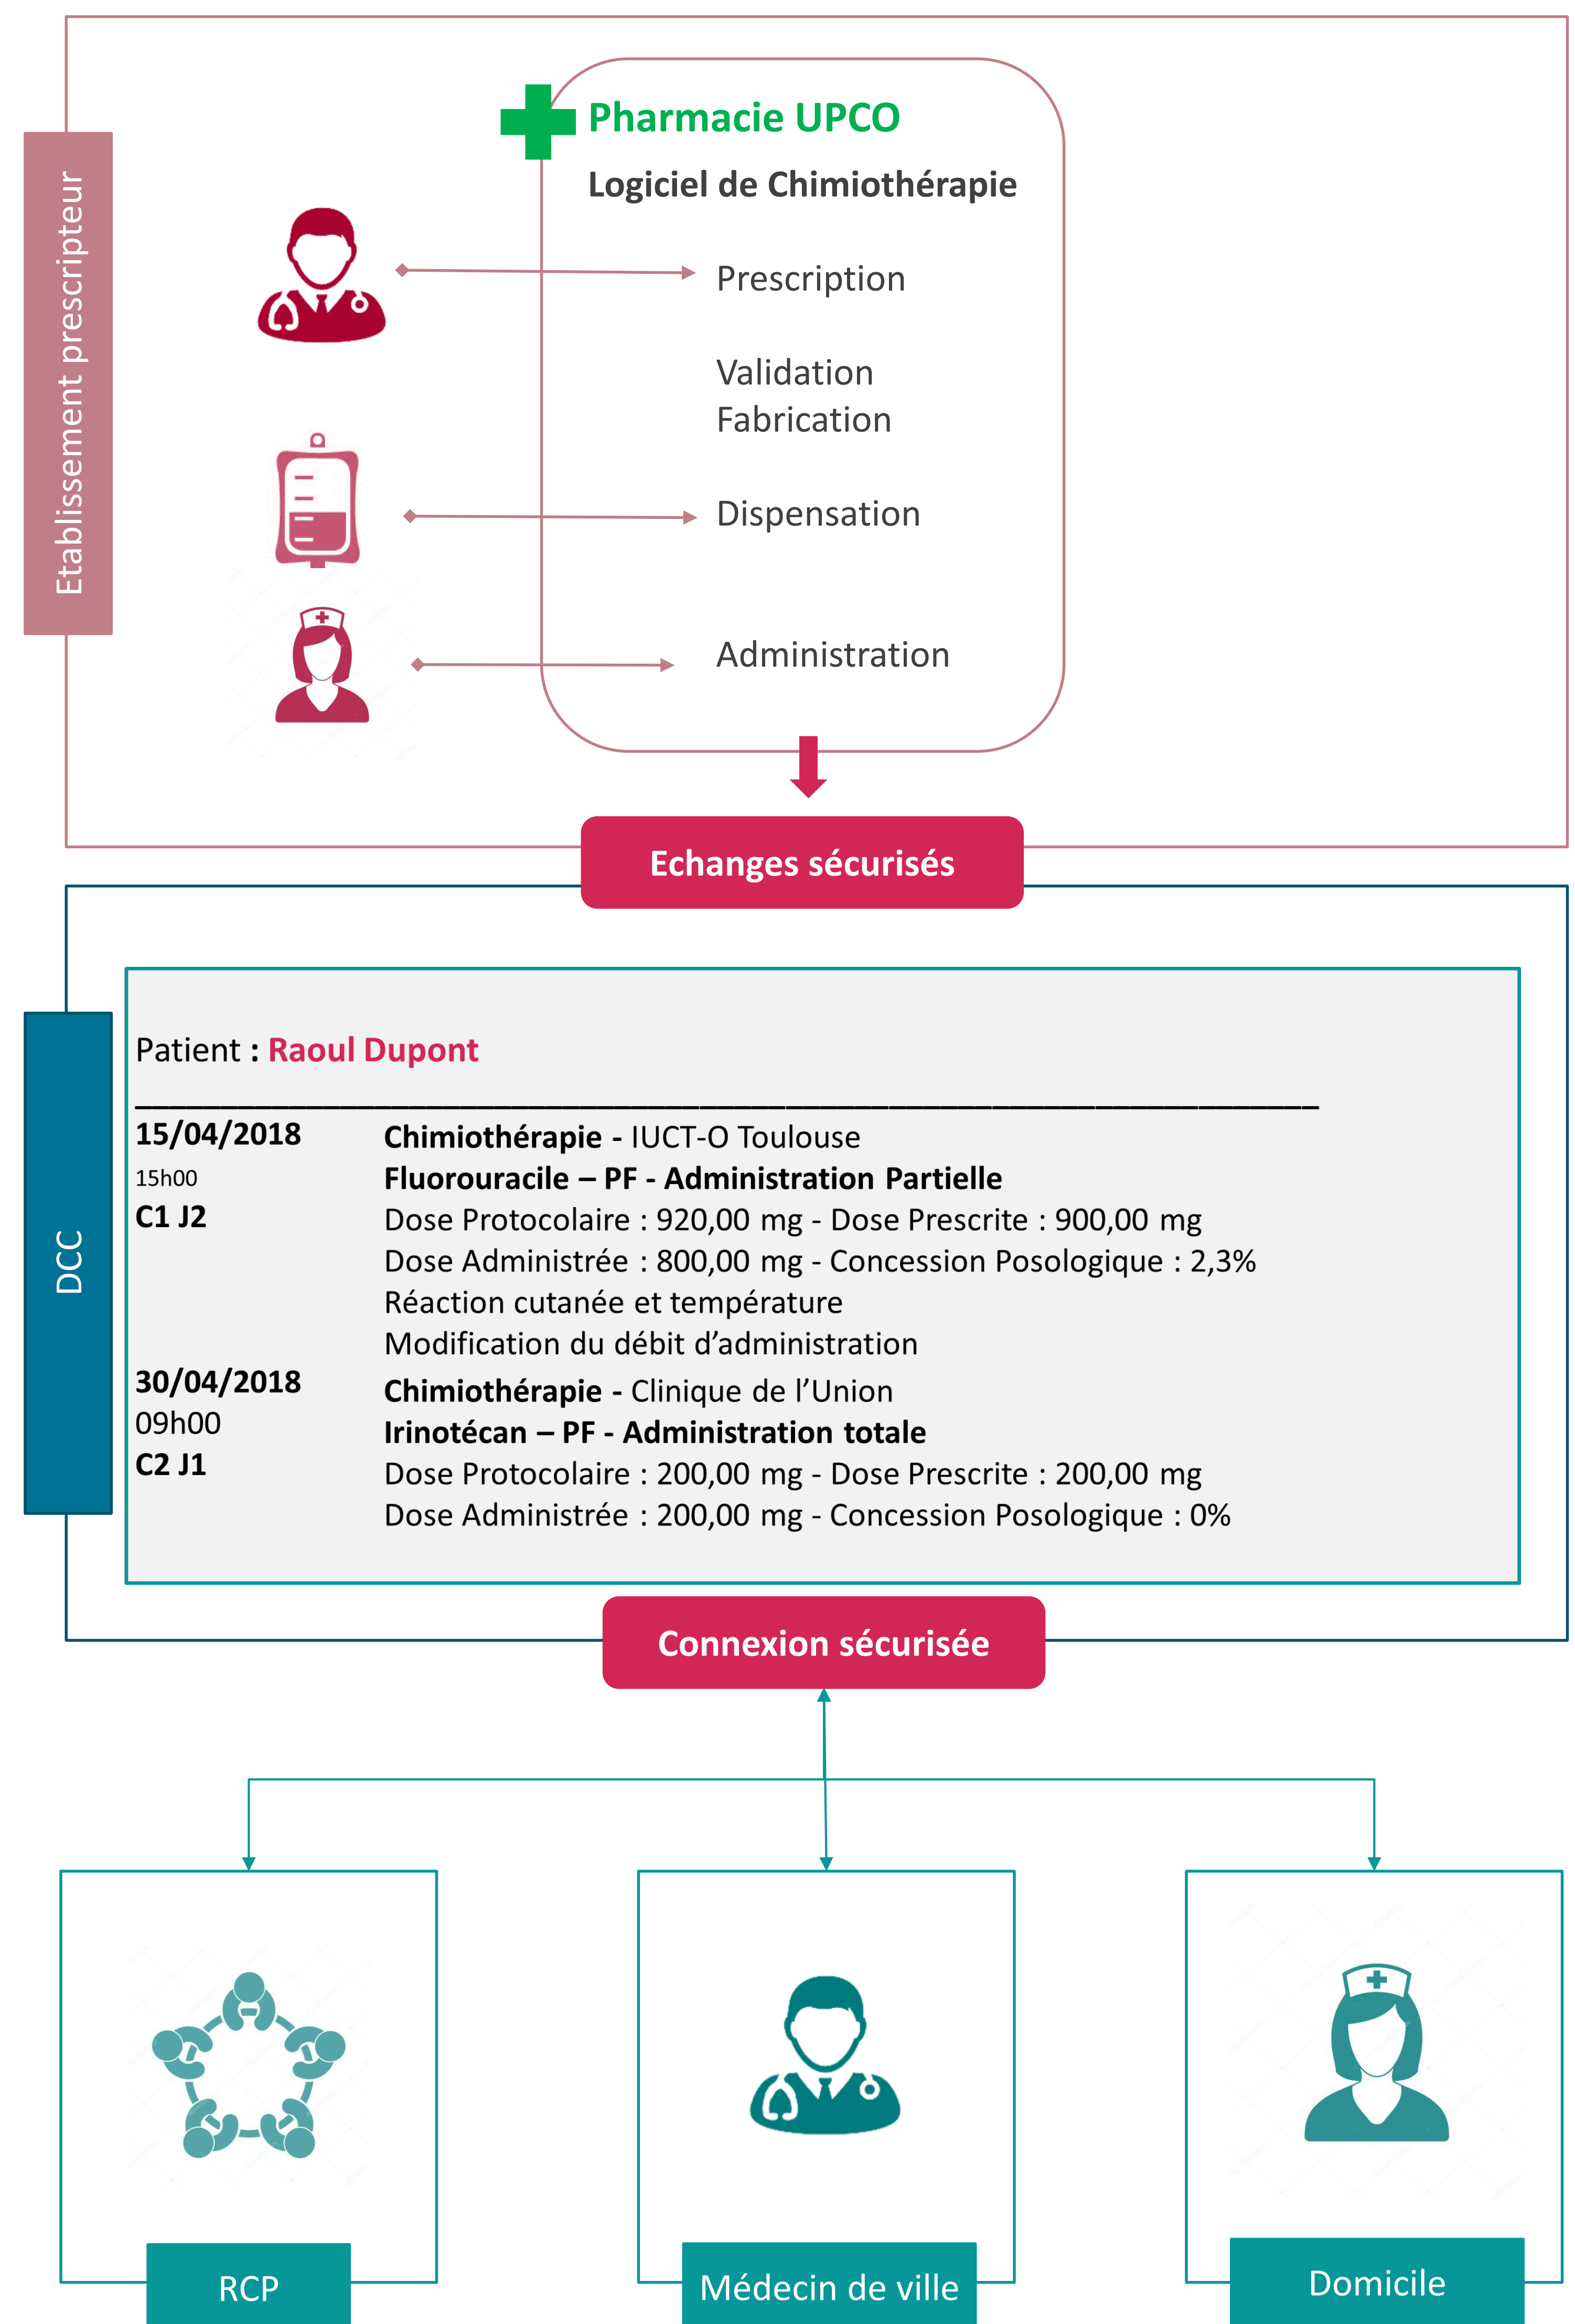 Pharmacie UPCO
Logiciel de Chimiothérapie
Etablissement prescripteur
Prescription
Validation
Fabrication
Dispensation
Administration
Echanges sécurisés
DCC
Patient : Raoul Dupont
15/04/2018
15h00
C1 J2
Chimiothérapie - IUCT-O Toulouse
Fluorouracile – PF - Administration Partielle
Dose Protocolaire : 920,00 mg - Dose Prescrite : 900,00 mg
Dose Administrée : 800,00 mg - Concession Posologique : 2,3%
Réaction cutanée et température
Modification du débit d’administration
30/04/2018
09h00
C2 J1
Chimiothérapie - Clinique de l’Union
Irinotécan – PF - Administration totale
Dose Protocolaire : 200,00 mg - Dose Prescrite : 200,00 mg
Dose Administrée : 200,00 mg - Concession Posologique : 0%
Connexion sécurisée
RCP
Médecin de ville
Domicile